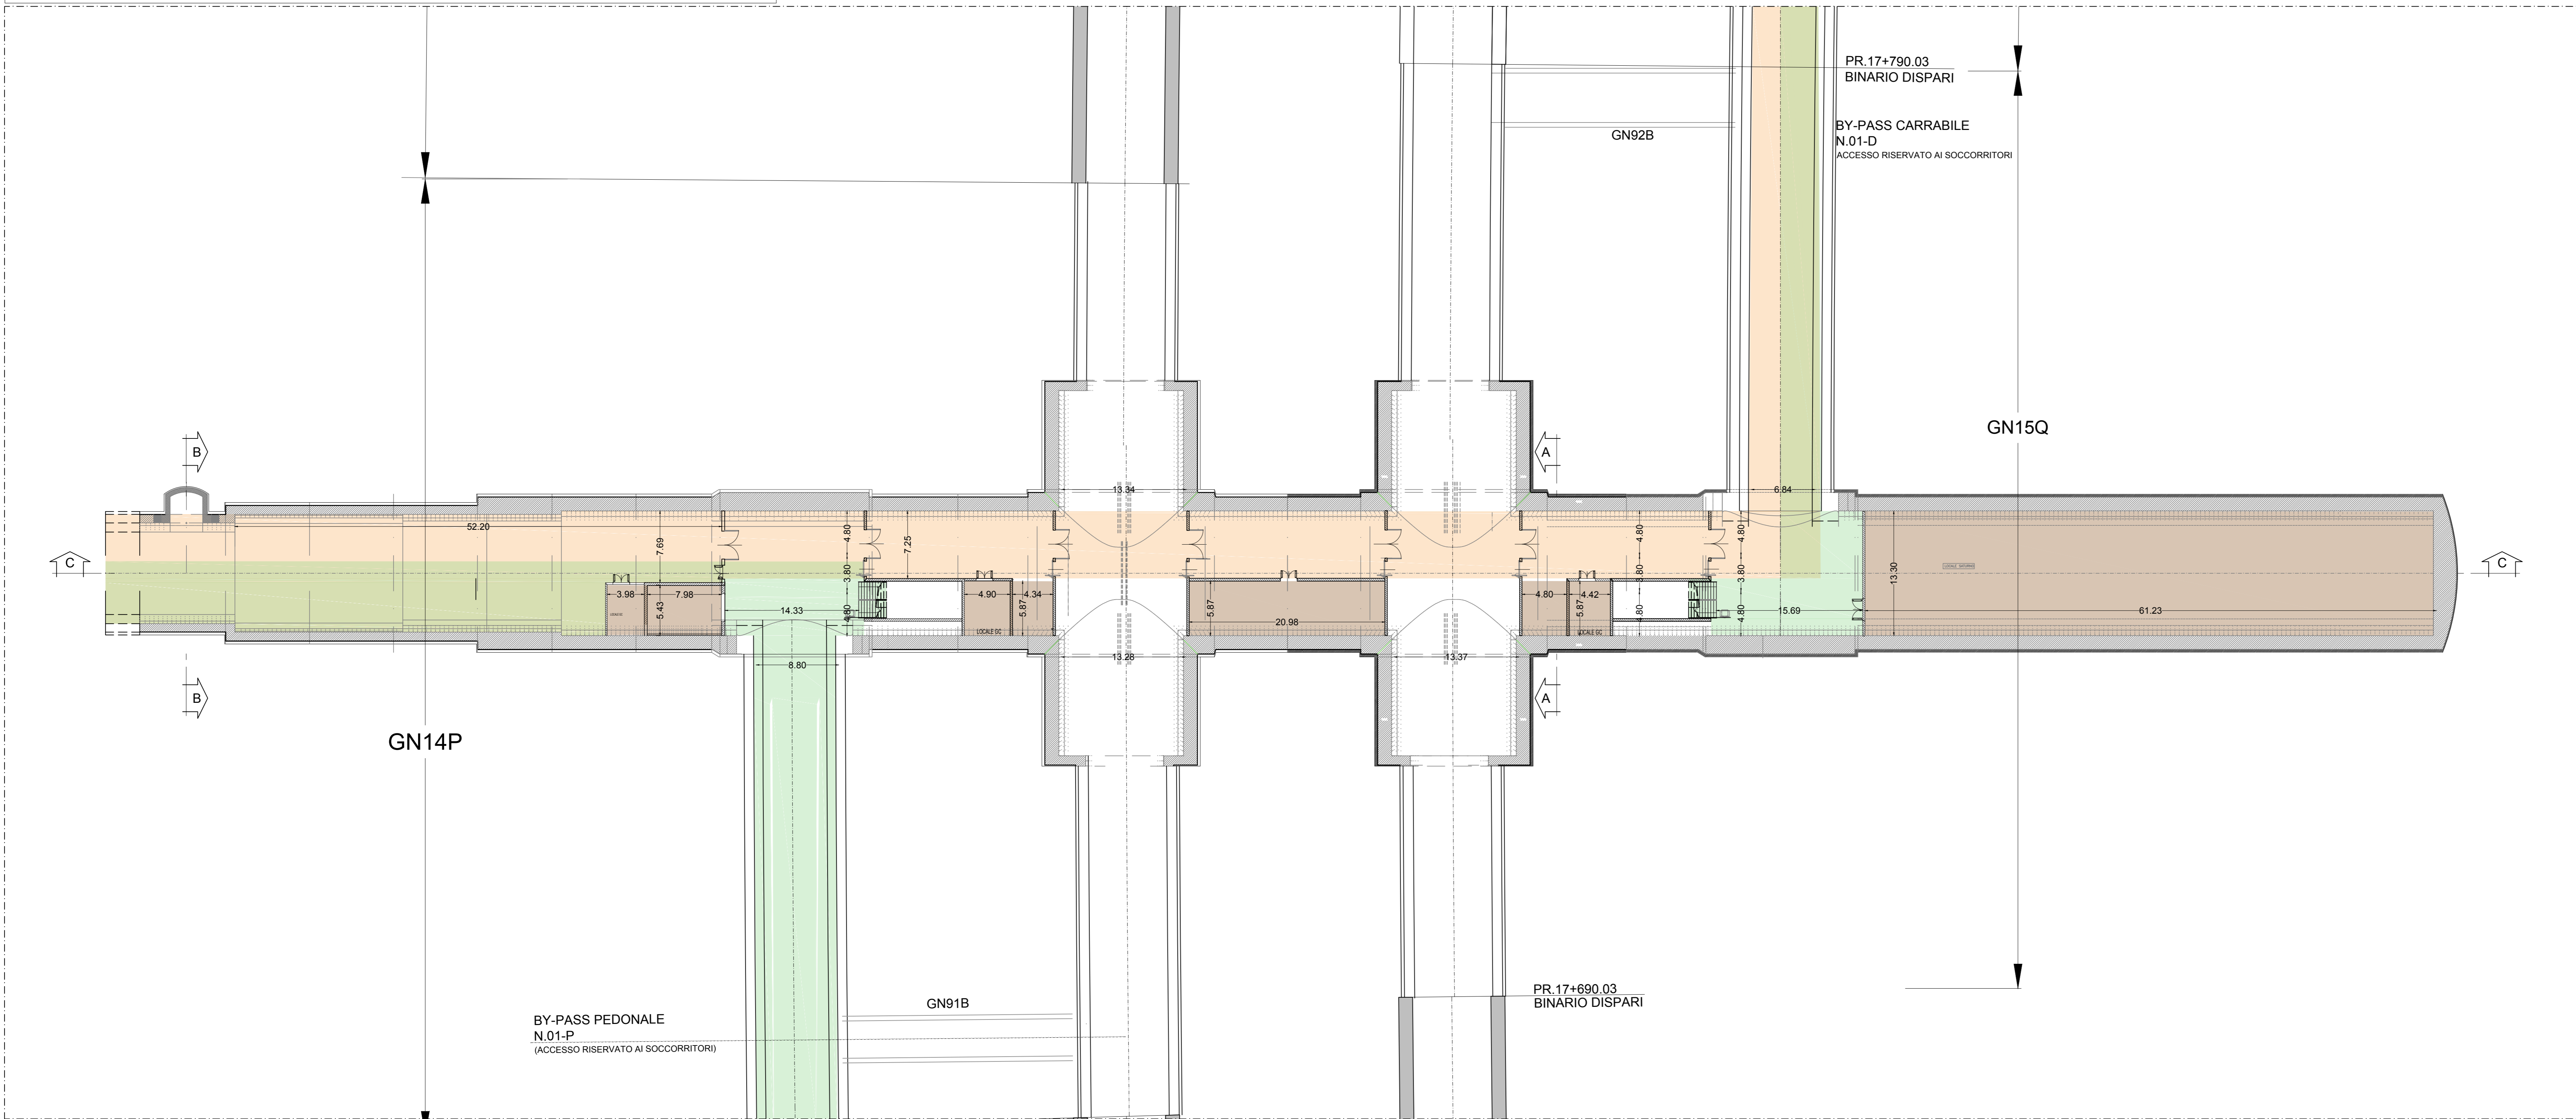 PR.17+790.03
BINARIO DISPARI
BY-PASS CARRABILE
N.01-D
ACCESSO RISERVATO AI SOCCORRITORI
GN92B
GN15Q
B
A
C
C
13.34
6.84
52.20
7.69
4.80
7.25
4.80
4.80
3.80
3.80
3.80
13.30
3.98
7.98
5.43
14.33
4.80
4.90
4.34
5.87
LOCALE GC
5.87
20.98
4.80
4.42
5.87
LOCALE GC
4.80
15.69
4.80
61.23
8.80
13.28
13.37
B
A
GN14P
PR.17+690.03
BINARIO DISPARI
GN91B
BY-PASS PEDONALE
N.01-P
(ACCESSO RISERVATO AI SOCCORRITORI)